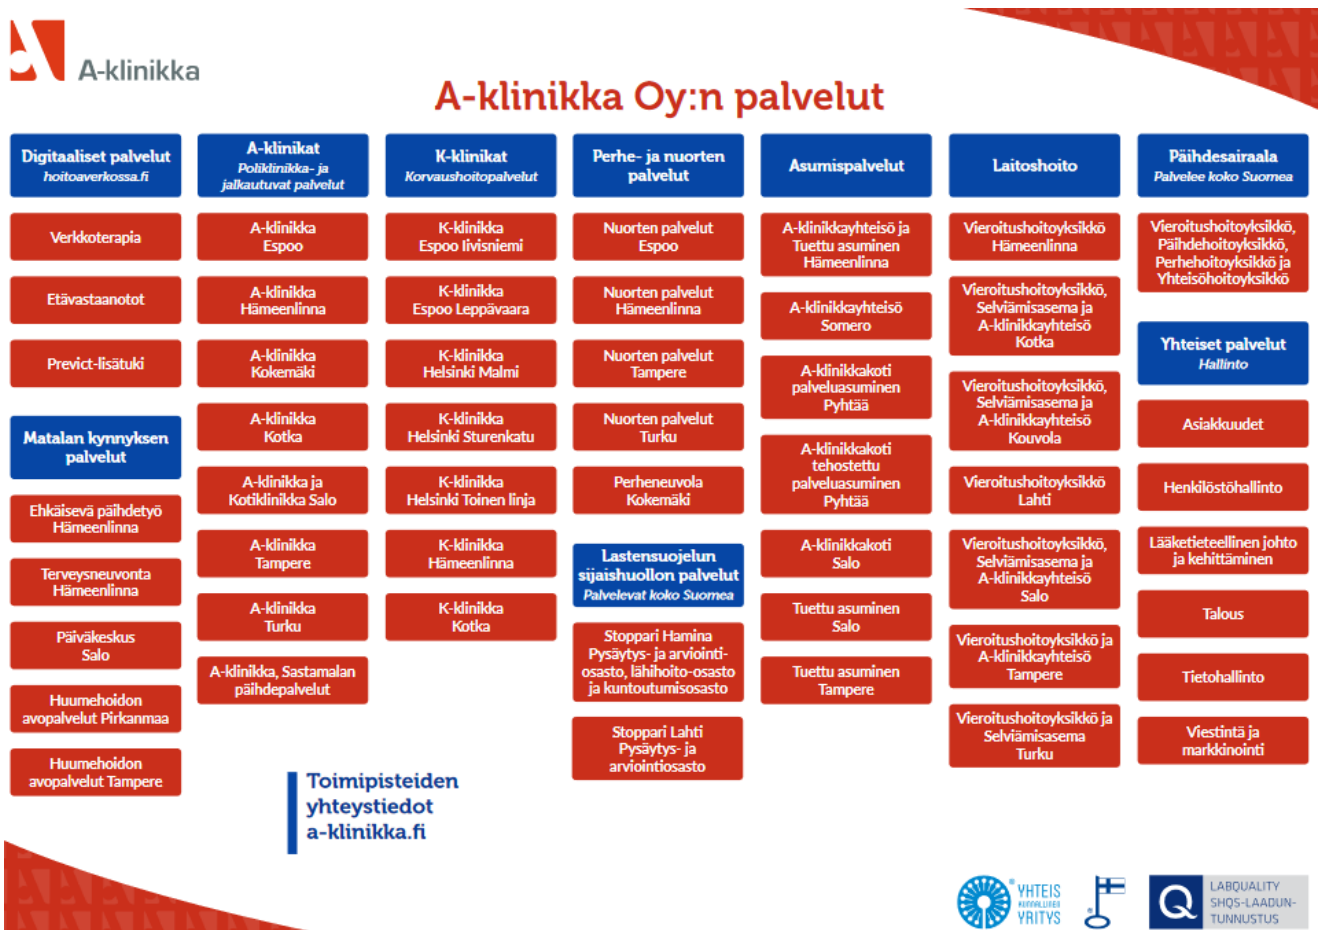 A-klinikka
A-klinikka Oy:n palvelut
Digitaaliset palvelut
hoitoaverkossa.fi
Verkkoterapia
Etävastaanotot
Previct-lisätuki
Matalan kynnyksen
palvelut
Ehkäisevä päihdetyö
Hämeenlinna
Terveysneuvonta
Hämeenlinna
Päiväkeskus
Salo
Huumehoidon
avopalvelut Pirkanmaa
Huumehoidon
avopalvelut Tampere
A-klinikat
Poliklinikka- ja
jalkautuvat palvelut
A-klinikka
Espoo
A-klinikka
Hämeenlinna
A-klinikka
Kokemäki
A-klinikka
Kotka
A-klinikka ja
Kotiklinikka Salo
A-klinikka
Tampere
A-klinikka
Turku
A-klinikka, Sastamalan
päihdepalvelut
K-klinikat
Korvaushoitopalvelut
K-klinikka
Espoo Iivisniemi
K-klinikka
Espoo Leppävaara
K-klinikka
Helsinki Malmi
K-klinikka
Helsinki Sturenkatu
K-klinikka
Helsinki Toinen linja
K-klinikka
Hämeenlinna
K-klinikka
Kotka
Perhe- ja nuorten
palvelut
Nuorten palvelut
Espoo
Nuorten palvelut
Hämeenlinna
Nuorten palvelut
Tampere
Nuorten palvelut
Turku
Perheneuvola
Kokemäki
Lastensuojelun
sijaishuollon palvelut
Palvelevat koko Suomea
Stoppari Hamina
Pysäytys- ja arviointi-
osasto, lähihoito-osasto
ja kuntoutumisosasto
Stoppari Lahti
Pysäytys- ja
arviointiosasto
Asumispalvelut
A-klinikkayhteisö ja
Tuettu asuminen
Hämeenlinna
A-klinikkayhteisö
Somero
A-klinikkakoti
palveluasuminen
Pyhtää
A-klinikkakoti
tehostettu
palveluasuminen
Pyhtää
A-klinikkakoti
Salo
Tuettu asuminen
Salo
Tuettu asuminen
Tampere
Laitoshoito
Vieroitushoitoyksikkö
Hämeenlinna
Vieroitushoitoyksikkö,
Selviämisasema ja
A-klinikkayhteisö
Kotka
Vieroitushoitoyksikkö,
Selviämisasema ja
A-klinikkayhteisö
Kouvola
Vieroitushoitoyksikkö
Lahti
Vieroitushoitoyksikkö,
Selviämisasema ja
A-klinikkayhteisö
Salo
Vieroitushoitoyksikkö ja
A-klinikkayhteisö
Tampere
Vieroitushoitoyksikkö ja
Selviämisasema
Turku
Päihdesairaala
Palvelee koko Suomea
Vieroitushoitoyksikkö,
Päihdehoitoyksikkö,
Perhehoitoyksikkö ja
Yhteisöhoitoyksikkö
Yhteiset palvelut
Hallinto
Asiakkuudet
Henkilöstöhallinto
Lääketieteellinen johto
ja kehittäminen
Talous
Tietohallinto
Viestintä ja
markkinointi
Toimipisteiden
yhteystiedot
a-klinikka.fi
YHTEIS
KUNNALLINEN
YRITYS
Q
LABQUALITY
SHQS-LAADUN-
TUNNUSTUS